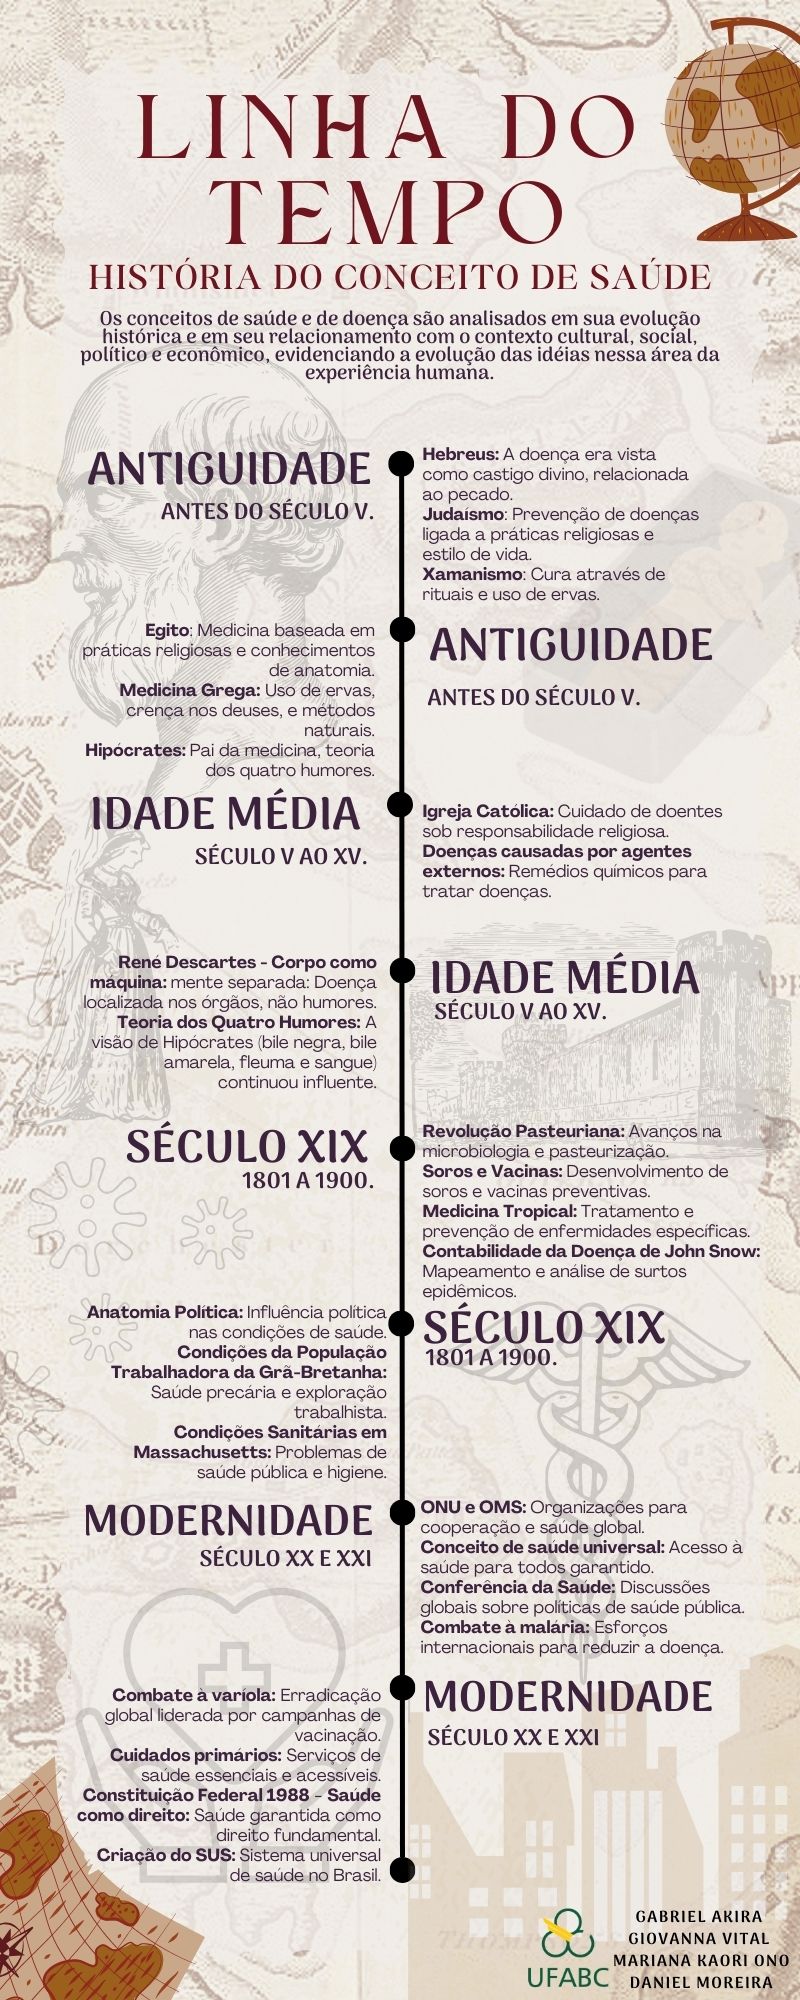 LINHA DO
TEMPO
HISTÓRIA DO CONCEITO DE SAÚDE
Os conceitos de saúde e de doença são analisados em sua evolução
histórica e em seu relacionamento com o contexto cultural, social,
político e econômico, evidenciando a evolução das idéias nessa área da
experiência humana.
ANTIGUIDADE
ANTES DO SÉCULO V.
Hebreus: A doença era vista
como castigo divino, relacionada
ao pecado.
Judaísmo: Prevenção de doenças
ligada a práticas religiosas e
estilo de vida.
Xamanismo: Cura através de
rituais e uso de ervas.
Egito: Medicina baseada em
práticas religiosas e conhecimentos
de anatomia.
Medicina Grega: Uso de ervas,
crença nos deuses, e métodos
naturais.
Hipócrates: Pai da medicina, teoria
dos quatro humores.
ANTIGUIDADE
ANTES DO SÉCULO V.
IDADE MÉDIA
SÉCULO V AO XV.
Igreja Católica: Cuidado de doentes
sob responsabilidade religiosa.
Doenças causadas por agentes
externos: Remédios químicos para
tratar doenças.
René Descartes - Corpo como
máquina: mente separada: Doença
localizada nos órgãos, não humores.
Teoria dos Quatro Humores: A
visão de Hipócrates (bile negra, bile
amarela, fleuma e sangue)
continuou influente.
IDADE MÉDIA
SÉCULO V AO XV.
SÉCULO XIX
1801 A 1900.
Revolução Pasteuriana: Avanços na
microbiologia e pasteurização.
Soros e Vacinas: Desenvolvimento de
soros e vacinas preventivas.
Medicina Tropical: Tratamento e
prevenção de enfermidades específicas.
Contabilidade da Doença de John Snow:
Mapeamento e análise de surtos
epidêmicos.
Anatomia Política: Influência política
nas condições de saúde.
Condições da População
Trabalhadora da Grã-Bretanha:
Saúde precária e exploração
trabalhista.
Condições Sanitárias em
Massachusetts: Problemas de
saúde pública e higiene.
SÉCULO XIX
1801 A 1900.
MODERNIDADE
SÉCULO XX E XXI
ONU e OMS: Organizações para
cooperação e saúde global.
Conceito de saúde universal: Acesso à
saúde para todos garantido.
Conferência da Saúde: Discussões
globais sobre políticas de saúde pública.
Combate à malária: Esforços
internacionais para reduzir a doença.
Combate à varíola: Erradicação
global liderada por campanhas de
vacinação.
Cuidados primários: Serviços de
saúde essenciais e acessíveis.
Constituição Federal 1988 - Saúde
como direito: Saúde garantida como
direito fundamental.
Criação do SUS: Sistema universal
de saúde no Brasil.
MODERNIDADE
SÉCULO XX E XXI
UFABC
GABRIEL AKIRA
GIOVANNA VITAL
MARIANA KAORI ONO
DANIEL MOREIRA